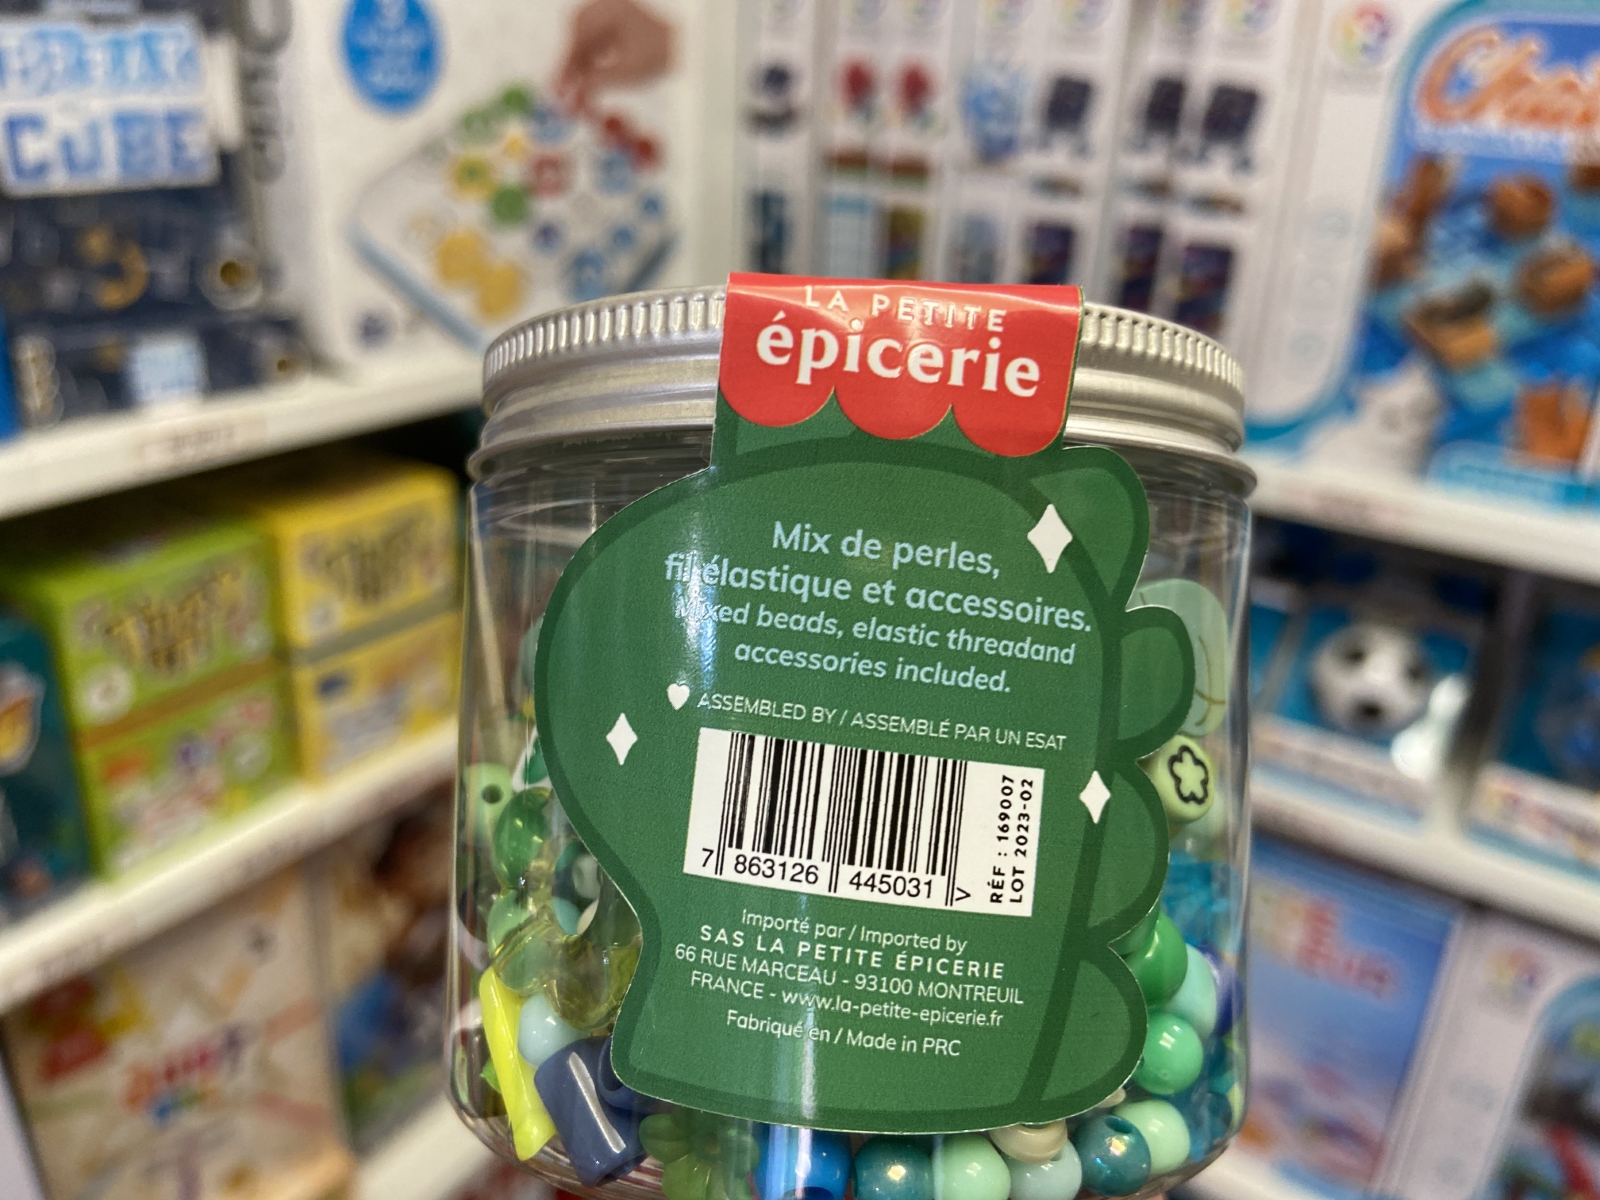 CUBE
LA PETITE
épicerie
Mix de perles,
fil élastique et accessoires.
Mixed beads, elastic threadand
accessories included.
ASSEMBLED BY / ASSEMBLÉ PAR UN ESAT
7 863126 445031 >
RÉF : 169007
LOT 2023-02
Importé par / Imported by
SAS LA PETITE ÉPICERIE
66 RUE MARCEAU - 93100 MONTREUIL
FRANCE - www.la-petite-epicerie.fr
Fabriqué en / Made in PRC